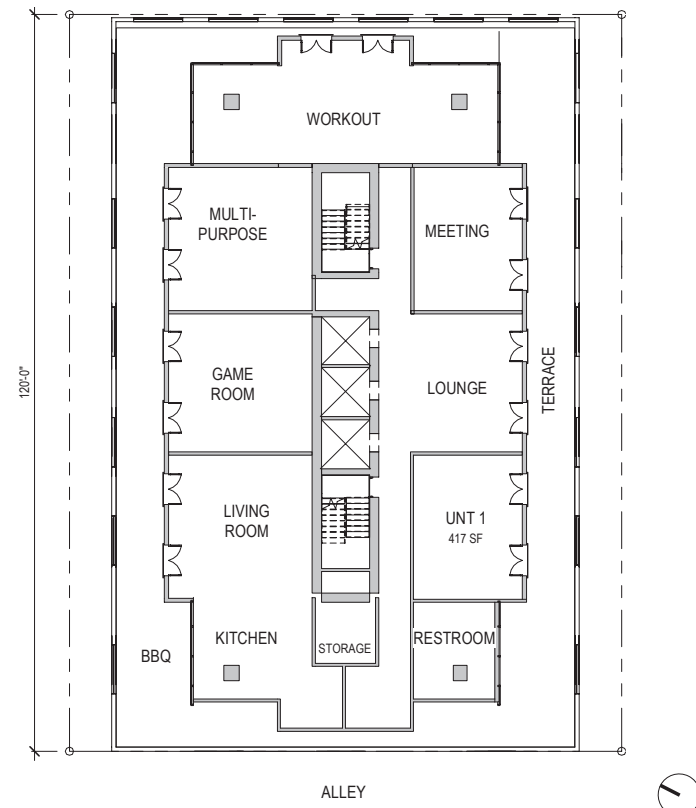 WORKOUT
MULTI-
PURPOSE
MEETING
120'-0"
GAME
ROOM
LOUNGE
TERRACE
LIVING
ROOM
UNT 1
417 SF
KITCHEN
STORAGE
RESTROOM
BBQ
ALLEY